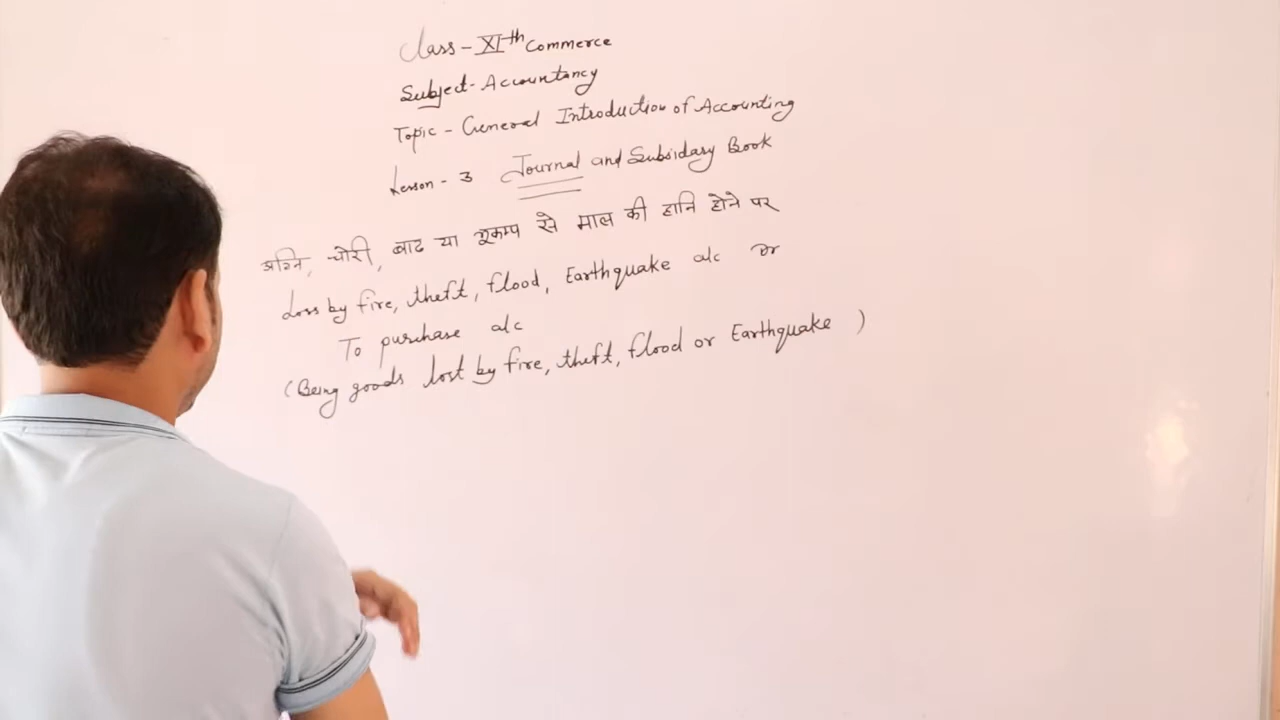 Class - XIth Commerce
Subject - Accountancy
Topic - General Introduction of Accounting
Lesson - 3 Journal and Subsidary Book
अग्नि, चोरी, बाढ या भूकम्प से माल की हानि होने पर
Loss by fire, theft, flood, Earthquake a/c Dr
To purchase a/c
(Being goods lost by fire, theft, flood or Earthquake )